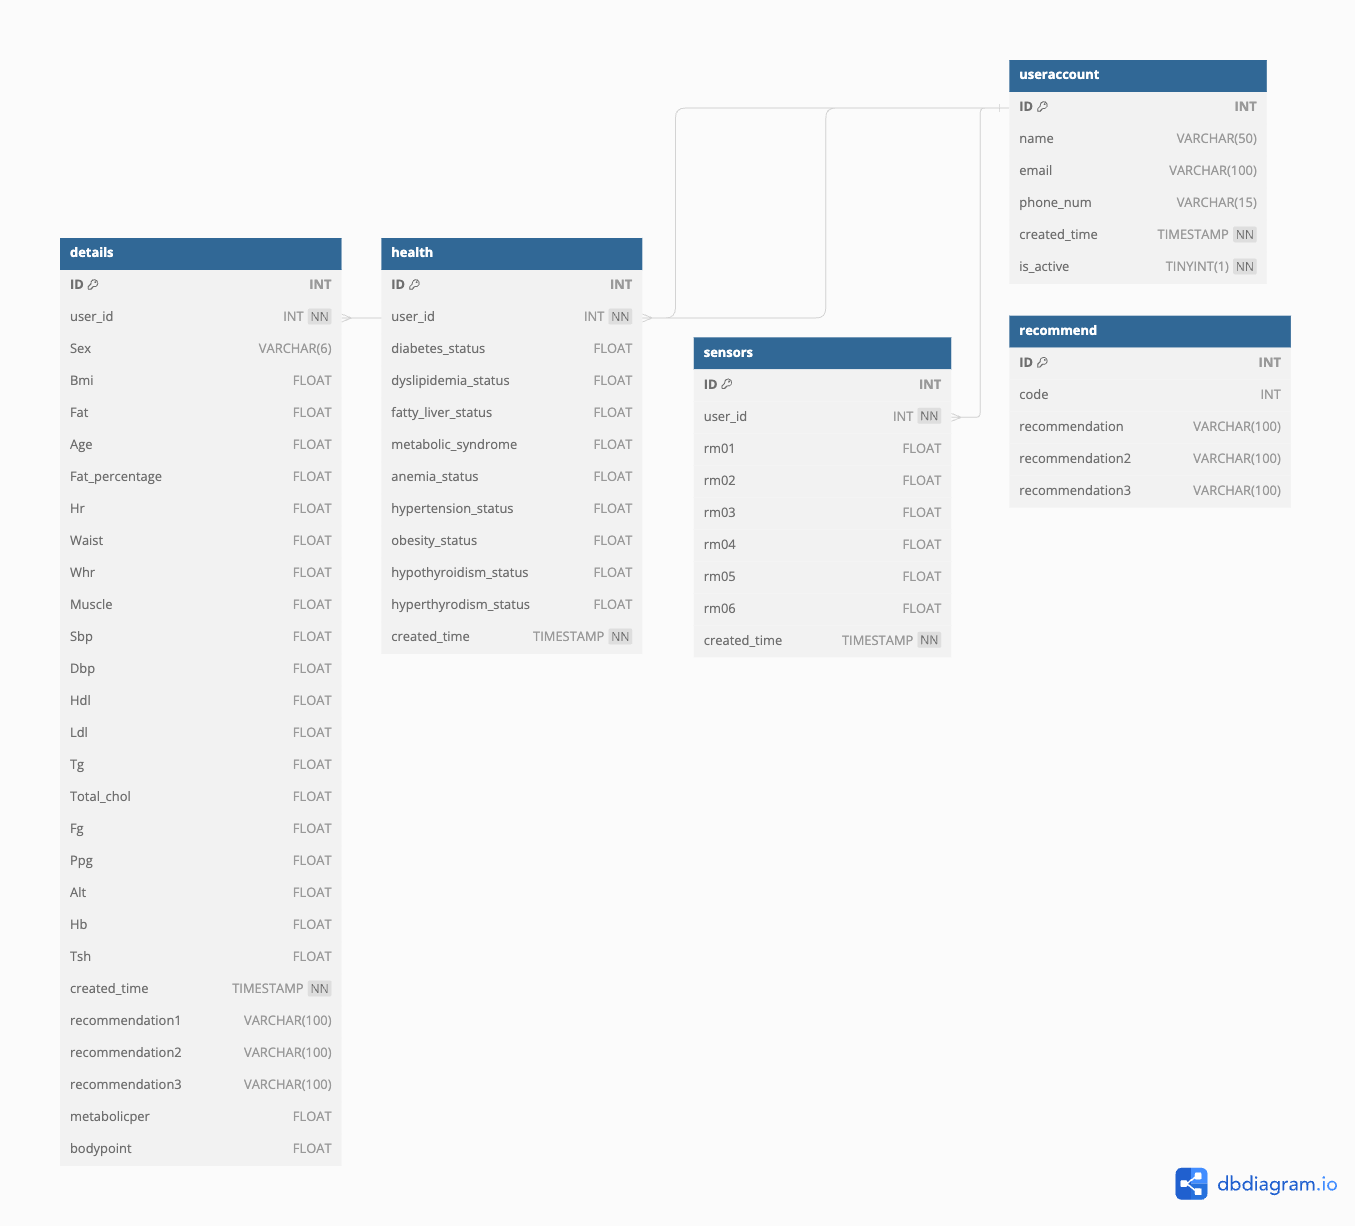 useraccount
ID INT
name VARCHAR(50)
email VARCHAR(100)
phone_num VARCHAR(15)
created_time TIMESTAMP NN
is_active TINYINT(1) NN
details
ID INT
user_id INT NN
Sex VARCHAR(6)
Bmi FLOAT
Fat FLOAT
Age FLOAT
Fat_percentage FLOAT
Hr FLOAT
Waist FLOAT
Whr FLOAT
Muscle FLOAT
Sbp FLOAT
Dbp FLOAT
Hdl FLOAT
Ldl FLOAT
Tg FLOAT
Total_chol FLOAT
Fg FLOAT
Ppg FLOAT
Alt FLOAT
Hb FLOAT
Tsh FLOAT
created_time TIMESTAMP NN
recommendation1 VARCHAR(100)
recommendation2 VARCHAR(100)
recommendation3 VARCHAR(100)
metabolicper FLOAT
bodypoint FLOAT
health
ID INT
user_id INT NN
diabetes_status FLOAT
dyslipidemia_status FLOAT
fatty_liver_status FLOAT
metabolic_syndrome FLOAT
anemia_status FLOAT
hypertension_status FLOAT
obesity_status FLOAT
hypothyroidism_status FLOAT
hyperthyrodism_status FLOAT
created_time TIMESTAMP NN
sensors
ID INT
user_id INT NN
rm01 FLOAT
rm02 FLOAT
rm03 FLOAT
rm04 FLOAT
rm05 FLOAT
rm06 FLOAT
created_time TIMESTAMP NN
recommend
ID INT
code INT
recommendation VARCHAR(100)
recommendation2 VARCHAR(100)
recommendation3 VARCHAR(100)
dbdiagram.io